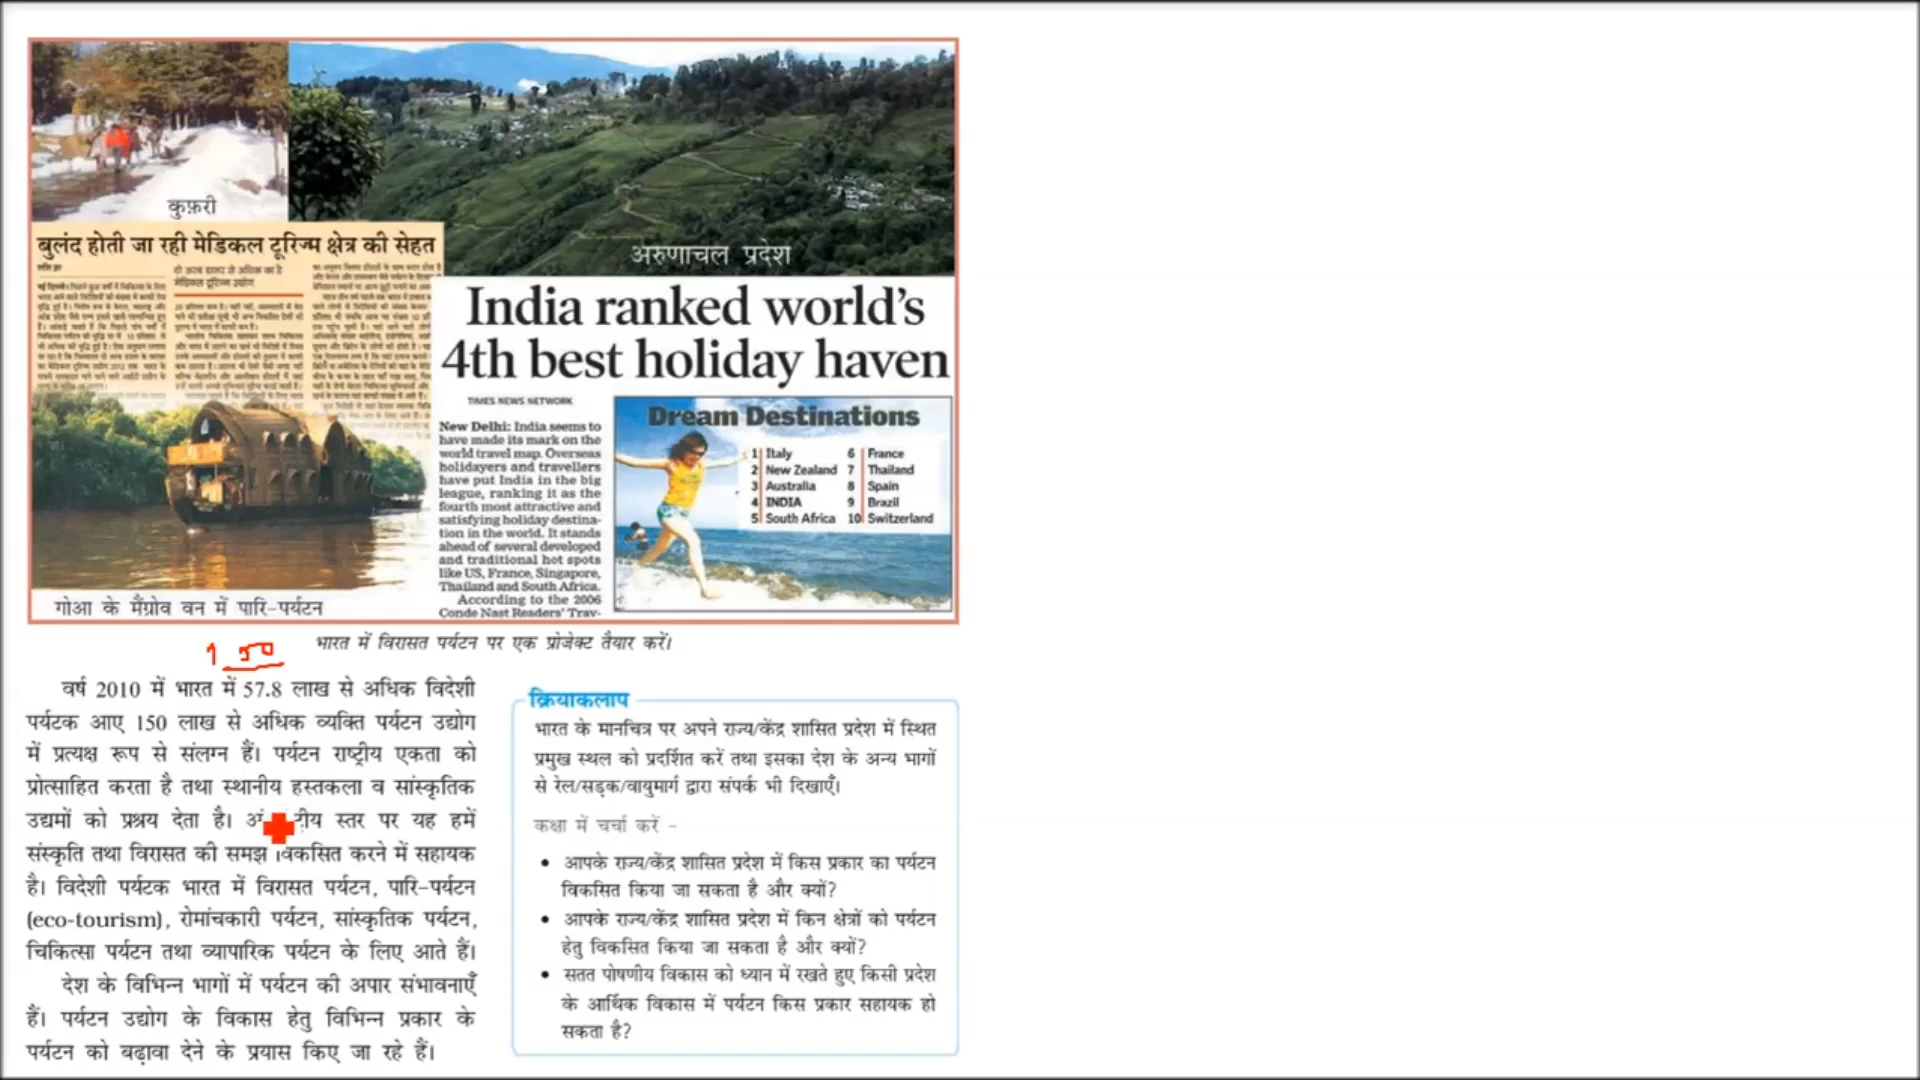 कुफ़री
अरुणाचल प्रदेश
बुलंद होती जा रही मेडिकल टूरिज्म क्षेत्र की सेहत
दो अरब डालर से अधिक का है
मेडिकल टूरिज्म उद्योग
India ranked world's
4th best holiday haven
TIMES NEWS NETWORK
New Delhi: India seems to
have made its mark on the
world travel map. Overseas
holidayers and travellers
have put India in the big
league, ranking it as the
fourth most attractive and
satisfying holiday destina-
tion in the world. It stands
ahead of several developed
and traditional hot spots
like US, France, Singapore,
Thailand and South Africa.
According to the 2006
Conde Nast Readers' Trav-
Dream Destinations
1 Italy
2 New Zealand
3 Australia
4 INDIA
5 South Africa
6 France
7 Thailand
8 Spain
9 Brazil
10 Switzerland
गोआ के मैंग्रोव वन में पारि-पर्यटन
भारत में विरासत पर्यटन पर एक प्रोजेक्ट तैयार करें।
1 50
वर्ष 2010 में भारत में 57.8 लाख से अधिक विदेशी
पर्यटक आए 150 लाख से अधिक व्यक्ति पर्यटन उद्योग
में प्रत्यक्ष रूप से संलग्न हैं। पर्यटन राष्ट्रीय एकता को
प्रोत्साहित करता है तथा स्थानीय हस्तकला व सांस्कृतिक
उद्यमों को प्रश्रय देता है। स्तर पर यह हमें
संस्कृति तथा विरासत की समझ विकसित करने में सहायक
है। विदेशी पर्यटक भारत में विरासत पर्यटन, पारि-पर्यटन
(eco-tourism), रोमांचकारी पर्यटन, सांस्कृतिक पर्यटन,
चिकित्सा पर्यटन तथा व्यापारिक पर्यटन के लिए आते हैं।
देश के विभिन्न भागों में पर्यटन की अपार संभावनाएँ
हैं। पर्यटन उद्योग के विकास हेतु विभिन्न प्रकार के
पर्यटन को बढ़ावा देने के प्रयास किए जा रहे हैं।
क्रियाकलाप
भारत के मानचित्र पर अपने राज्य/केंद्र शासित प्रदेश में स्थित
प्रमुख स्थल को प्रदर्शित करें तथा इसका देश के अन्य भागों
से रेल/सड़क/वायुमार्ग द्वारा संपर्क भी दिखाएँ।
कक्षा में चर्चा करें –
• आपके राज्य/केंद्र शासित प्रदेश में किस प्रकार का पर्यटन
विकसित किया जा सकता है और क्यों?
• आपके राज्य/केंद्र शासित प्रदेश में किन क्षेत्रों को पर्यटन
हेतु विकसित किया जा सकता है और क्यों?
• सतत पोषणीय विकास को ध्यान में रखते हुए किसी प्रदेश
के आर्थिक विकास में पर्यटन किस प्रकार सहायक हो
सकता है?